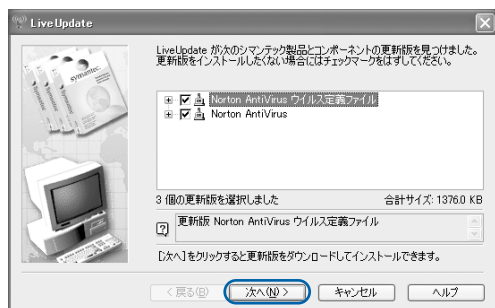 LiveUpdate
LiveUpdate が次のシマンテック製品とコンポーネントの更新版を見つけました。
更新版をインストールしたくない場合にはチェックマークをはずしてください。
symantec.
Norton AntiVirus ウイルス定義ファイル
Norton AntiVirus
3 個の更新版を選択しました
合計サイズ: 1376.0 KB
更新版 Norton AntiVirus ウイルス定義ファイル
[次へ]をクリックすると更新版をダウンロードしてインストールできます。
< 戻る(B)
次へ(N) >
キャンセル
ヘルプ